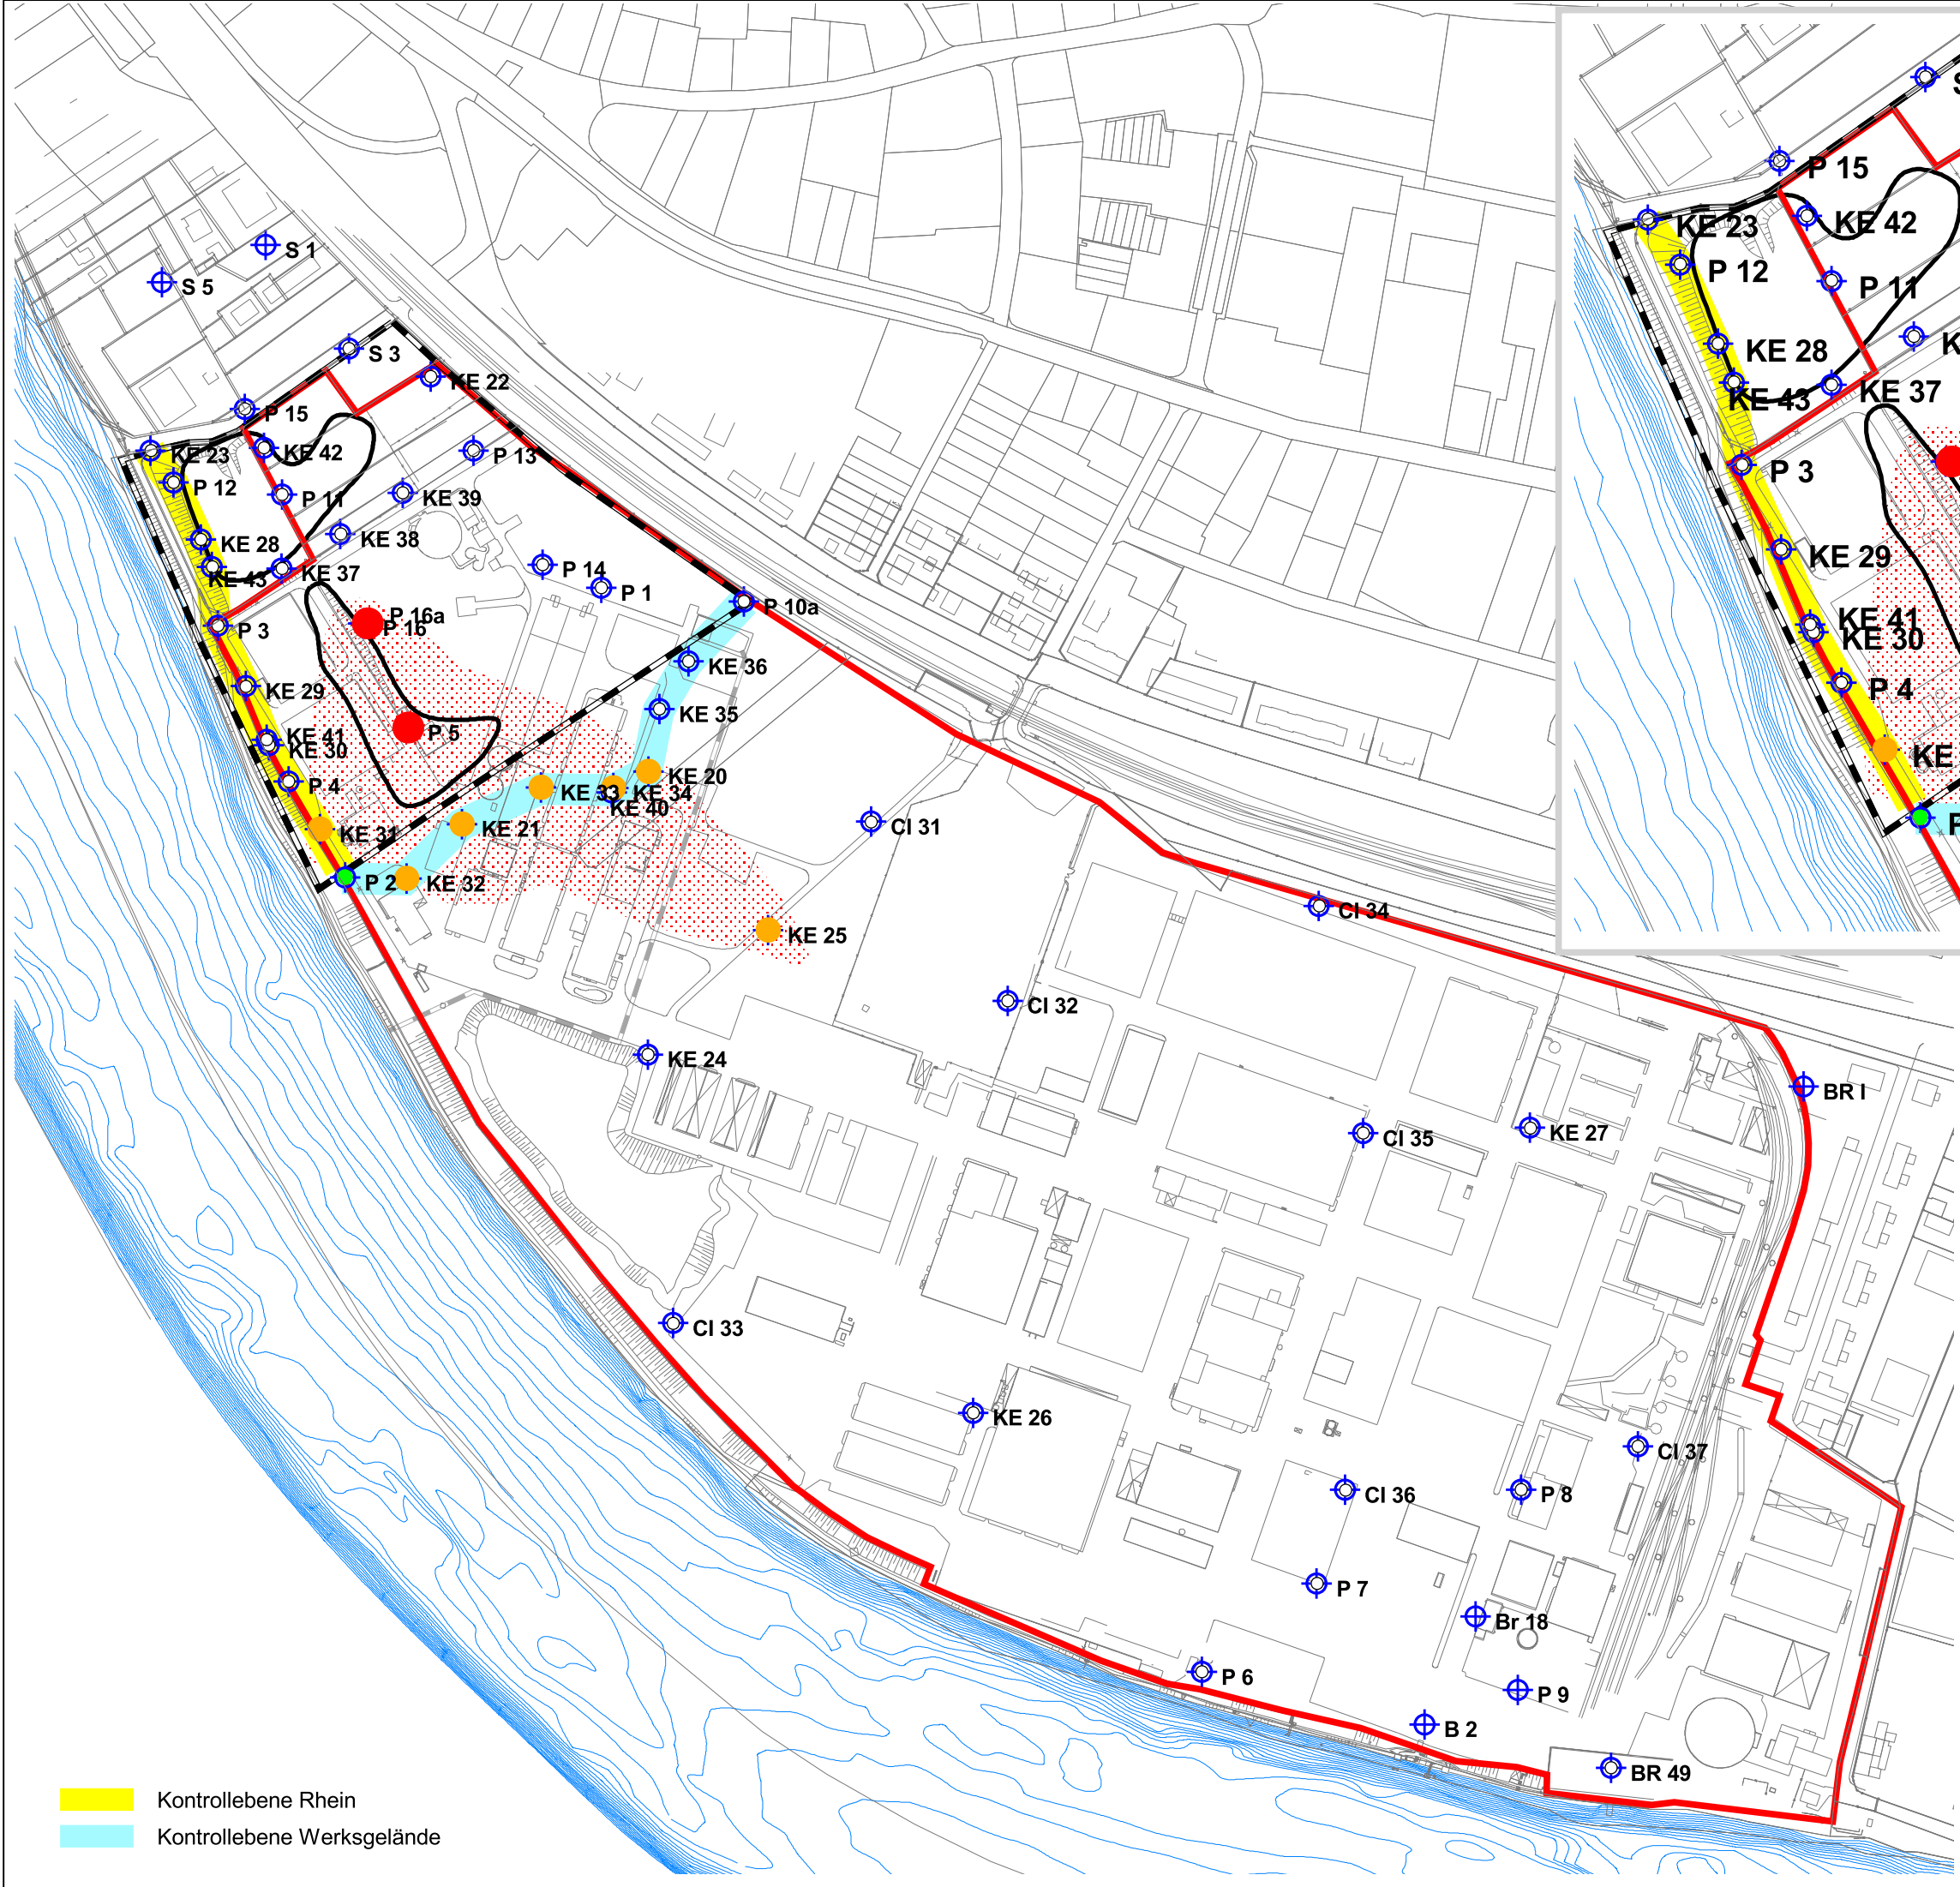 S 1
S 5
S 3
KE 22
P 15
KE 42
KE 23
P 13
P 12
P 11
KE 39
KE 28
KE 38
KE 43
KE 37
P 14
P 1
P 10a
P 16a
P 16
P 3
KE 36
KE 29
KE 35
P 5
KE 41
KE 30
P 4
KE 20
KE 33
KE 34
KE 40
KE 21
KE 31
CI 31
P 2
KE 32
CI 34
KE 25
CI 32
KE 24
BR I
KE 27
CI 35
CI 33
KE 26
CI 37
CI 36
P 8
P 7
Br 18
P 6
P 9
B 2
BR 49
P 15
KE 42
KE 23
P 12
P 11
KE 28
KE 37
KE 43
P 3
KE 29
KE 41
KE 30
P 4
KE
Kontrollebene Rhein
Kontrollebene Werksgelände